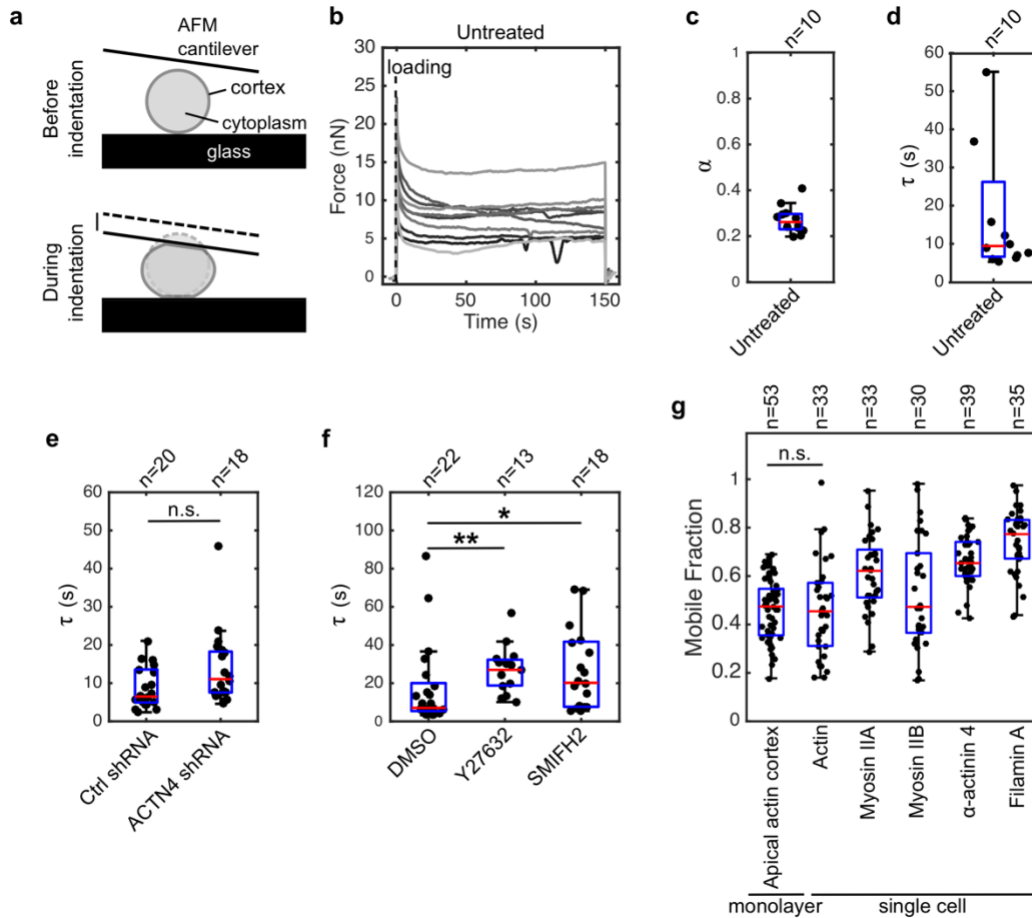 a
AFM
cantilever
Before
indentation
cortex
cytoplasm
glass
During
indentation
b
Untreated
loading
Force (nN)
30
25
20
15
10
5
0
0
50
100
150
Time (s)
c
n=10
α
1
0.8
0.6
0.4
0.2
0
Untreated
d
n=10
τ (s)
60
50
40
30
20
10
0
Untreated
e
n=20
n=18
n.s.
τ (s)
60
50
40
30
20
10
0
Ctrl shRNA
ACTN4 shRNA
f
n=22
n=13
n=18
*
**
τ (s)
120
100
80
60
40
20
0
DMSO
Y27632
SMIFH2
g
n=53
n=33
n=33
n=30
n=39
n=35
n.s.
Mobile Fraction
1
0.8
0.6
0.4
0.2
0
Apical actin cortex
Actin
Myosin IIA
Myosin IIB
α-actinin 4
Filamin A
monolayer
single cell